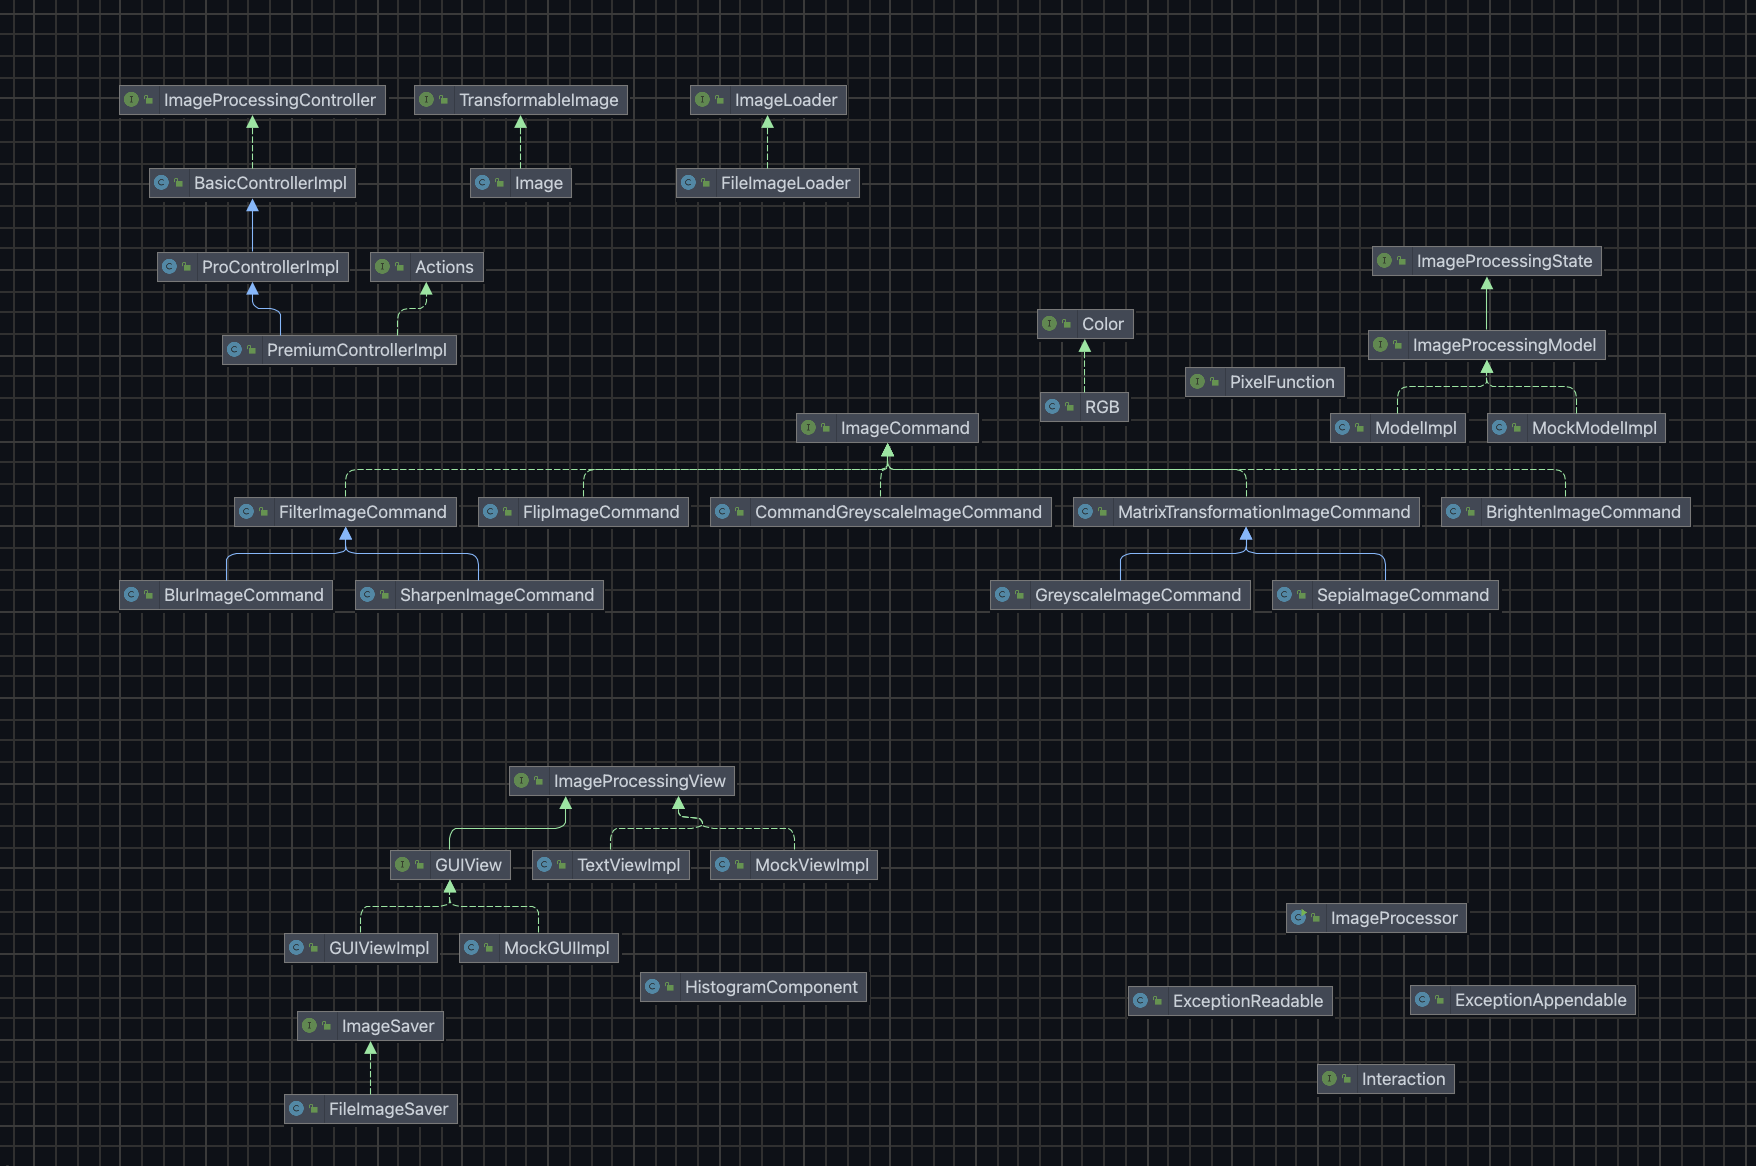 ImageProcessingController
TransformableImage
ImageLoader
BasicControllerImpl
Image
FileImageLoader
ProControllerImpl
Actions
ImageProcessingState
PremiumControllerImpl
Color
ImageProcessingModel
PixelFunction
RGB
ImageCommand
ModelImpl
MockModelImpl
FilterImageCommand
FlipImageCommand
CommandGreyscaleImageCommand
MatrixTransformationImageCommand
BrightenImageCommand
BlurImageCommand
SharpenImageCommand
GreyscaleImageCommand
SepiaImageCommand
ImageProcessingView
GUIView
TextViewImpl
MockViewImpl
ImageProcessor
GUIViewImpl
MockGUIImpl
HistogramComponent
ExceptionReadable
ExceptionAppendable
ImageSaver
Interaction
FileImageSaver